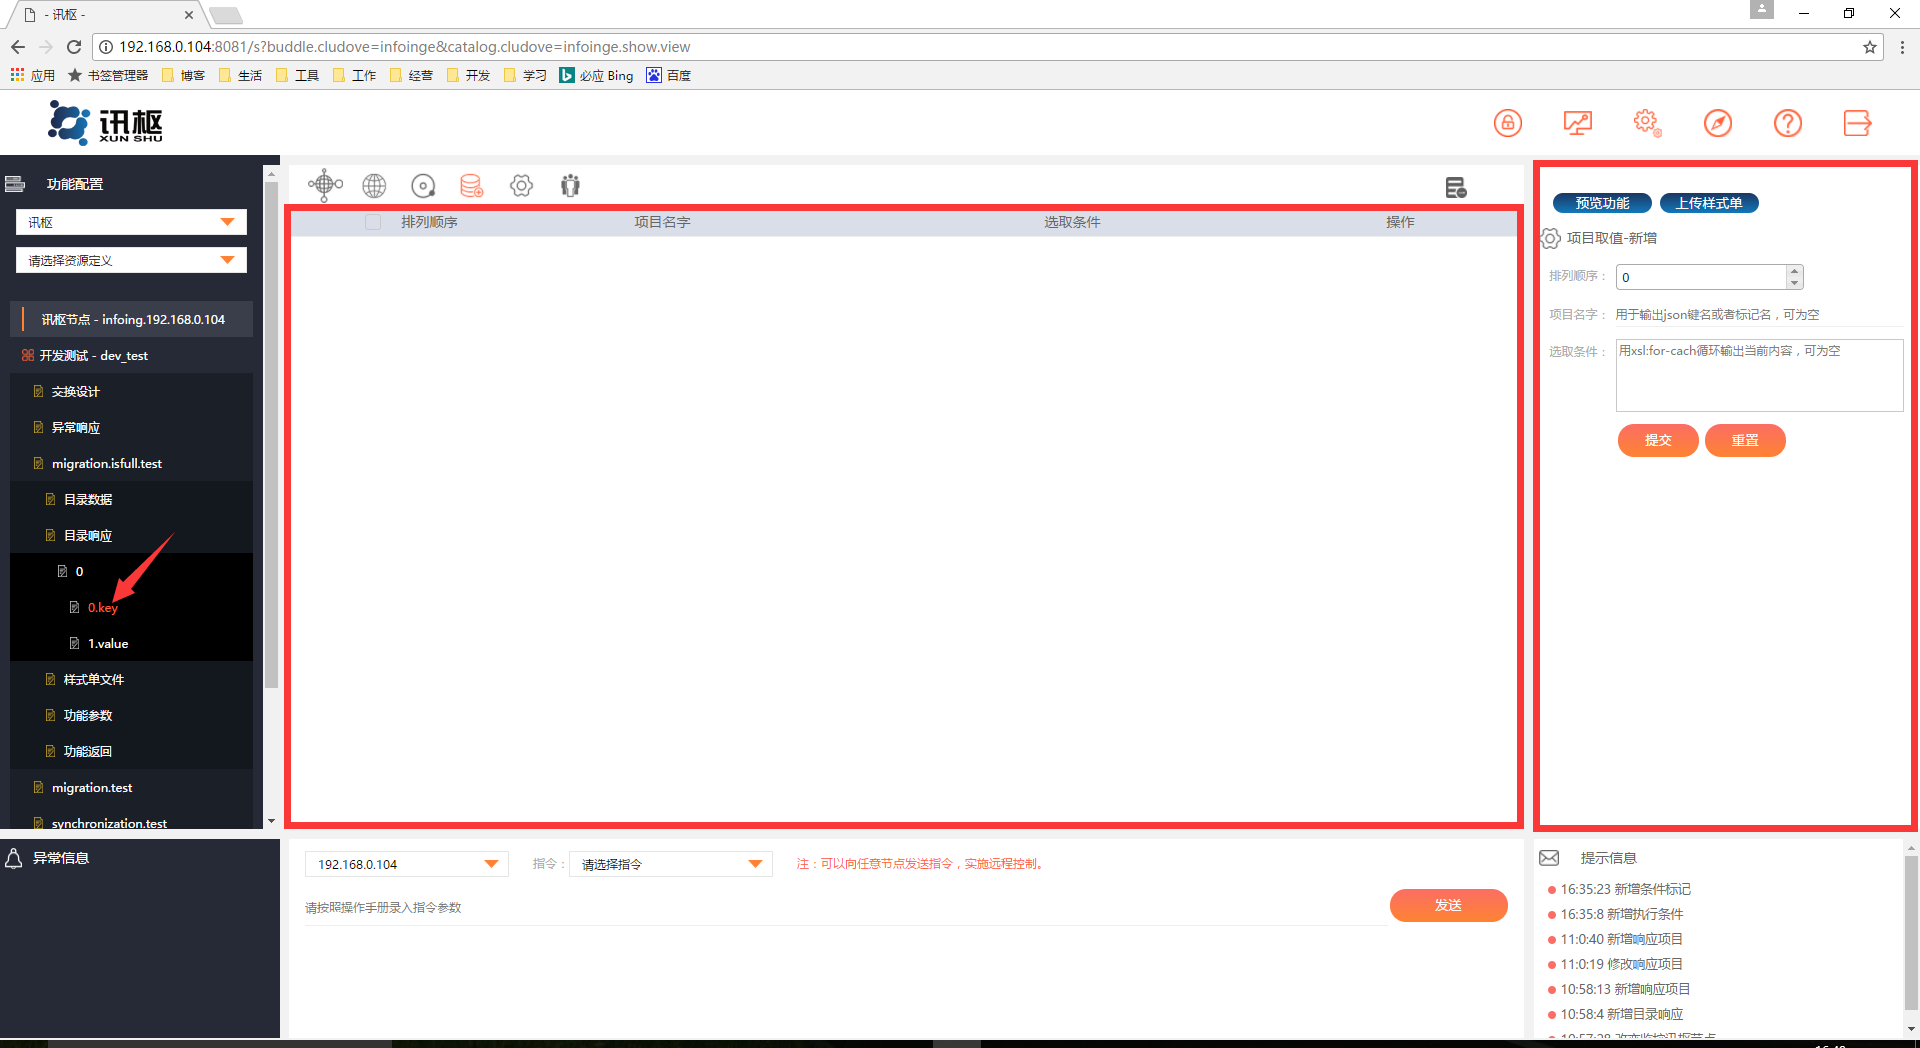 - 讯枢 -
192.168.0.104:8081/s?buddle.cludove=infoinge&catalog.cludove=infoinge.show.view
应用 书签管理器 博客 生活 工具 工作 经营 开发 学习 必应 Bing 百度
讯枢
XUN SHU
功能配置
讯枢
请选择资源定义
讯枢节点 - infoing.192.168.0.104
开发测试 - dev_test
交换设计
异常响应
migration.isfull.test
目录数据
目录响应
0
0.key
1.value
样式单文件
功能参数
功能返回
migration.test
synchronization.test
异常信息
排列顺序 项目名字 选取条件 操作
192.168.0.104 指令： 请选择指令 注：可以向任意节点发送指令，实施远程控制。
请按照操作手册录入指令参数
发送
预览功能 上传样式单
项目取值-新增
排列顺序： 0
项目名字： 用于输出json键名或者标记名，可为空
选取条件： 用xsl:for-cach循环输出当前内容，可为空
提交 重置
提示信息
16:35:23 新增条件标记
16:35:8 新增执行条件
11:0:40 新增响应项目
11:0:19 修改响应项目
10:58:13 新增响应项目
10:58:4 新增目录响应